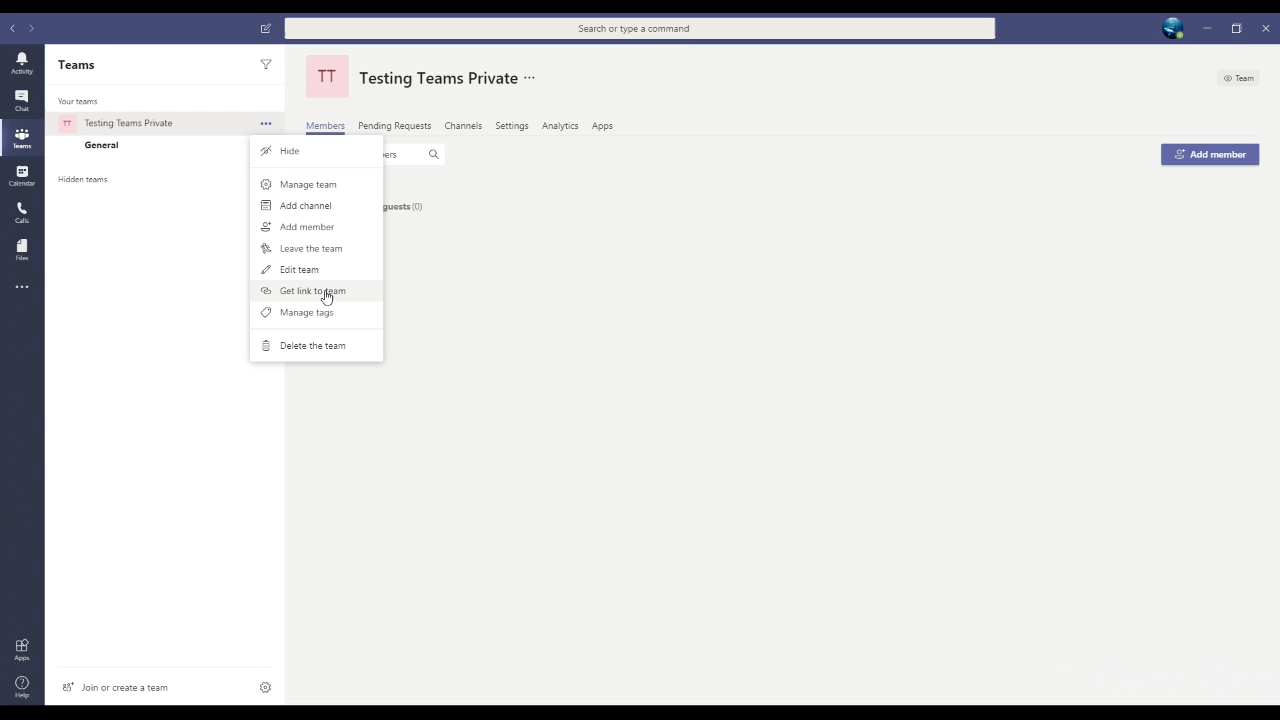 Search or type a command
Activity
Chat
Teams
Calendar
Calls
Files
Apps
Help
Teams
Your teams
TT Testing Teams Private
General
Hidden teams
Join or create a team
Hide
Manage team
Add channel
Add member
Leave the team
Edit team
Get link to team
Manage tags
Delete the team
TT Testing Teams Private ...
Team
Members Pending Requests Channels Settings Analytics Apps
Add member
guests (0)